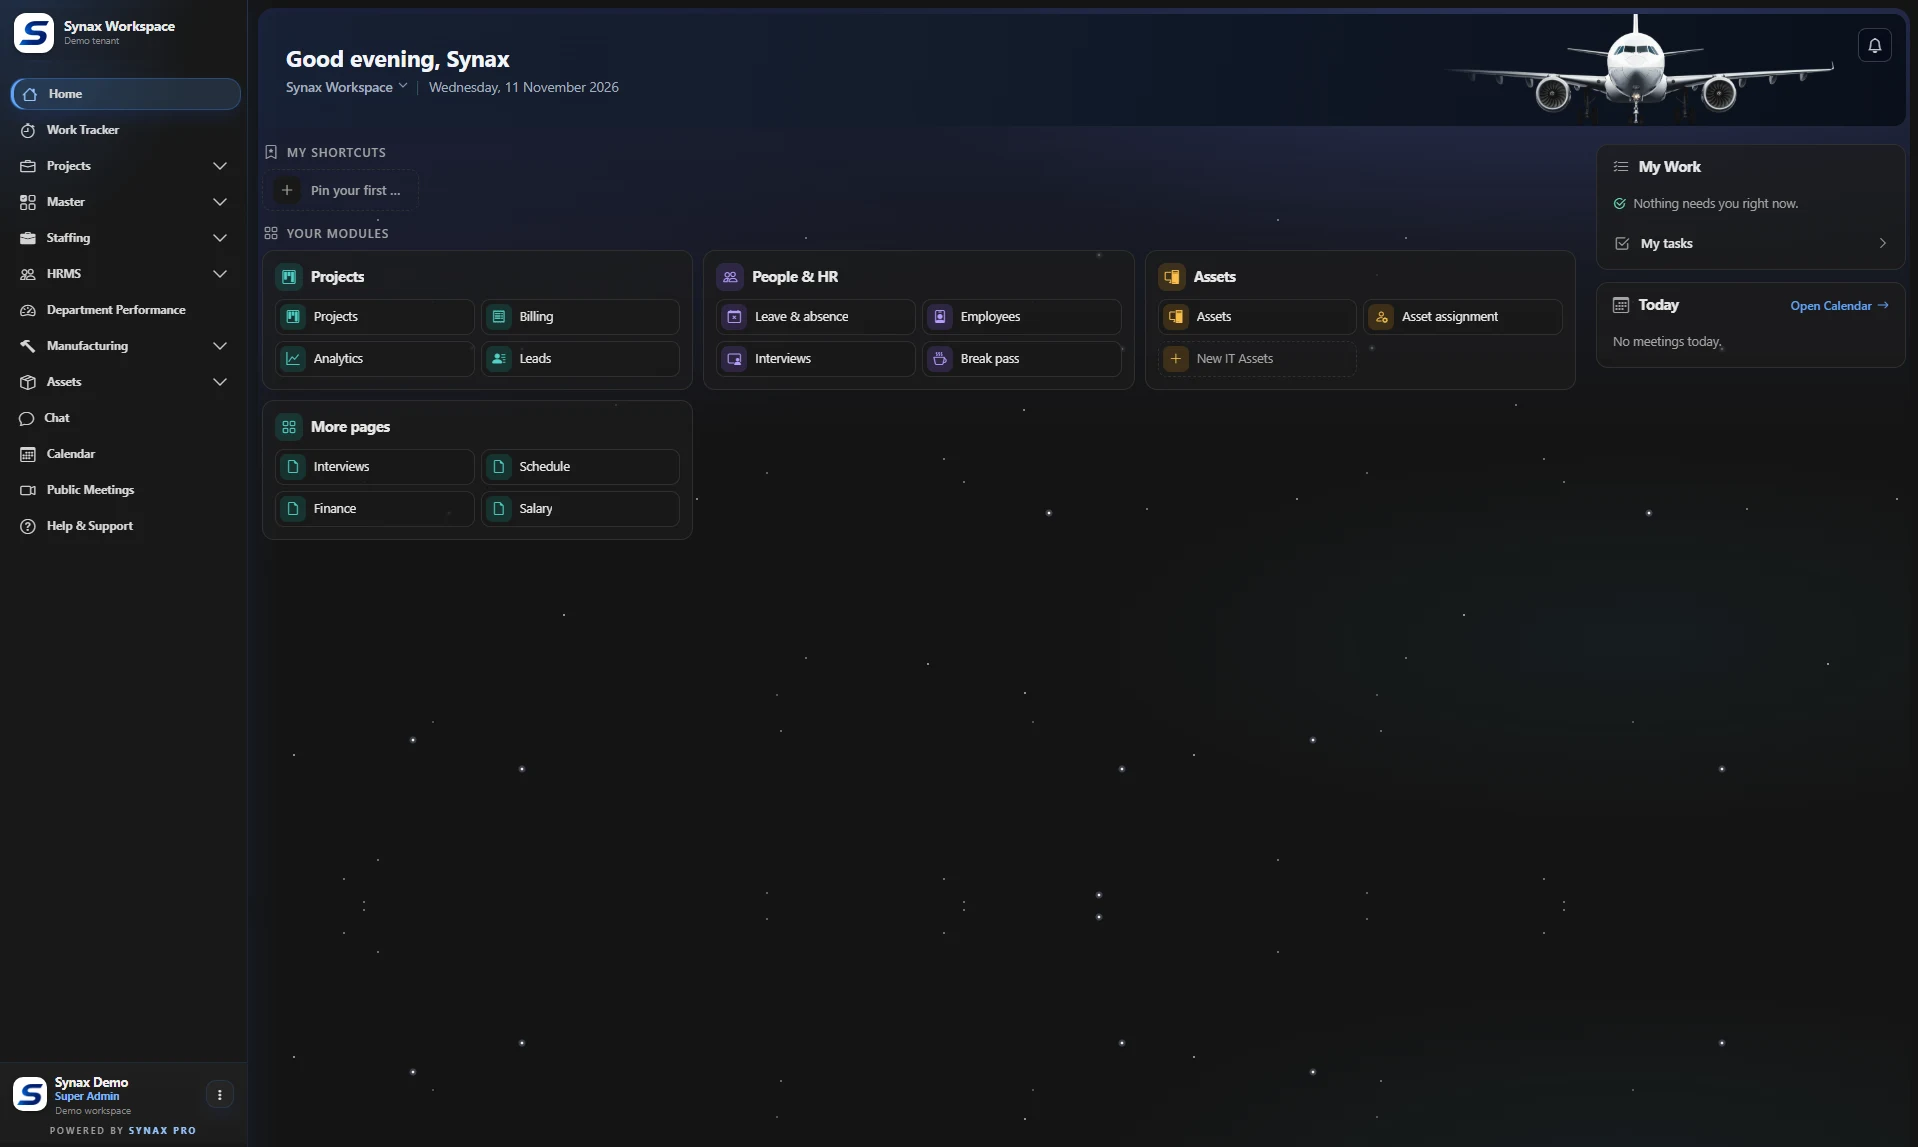 Synax Workspace
Demo tenant
Home
Work Tracker
Projects
Master
Staffing
HRMS
Department Performance
Manufacturing
Assets
Chat
Calendar
Public Meetings
Help & Support
Synax Demo
Super Admin
Demo workspace
POWERED BY SYNAX PRO
Good evening, Synax
Synax Workspace
Wednesday, 11 November 2026
MY SHORTCUTS
Pin your first ...
YOUR MODULES
Projects
Projects
Billing
Analytics
Leads
People & HR
Leave & absence
Employees
Interviews
Break pass
Assets
Assets
Asset assignment
New IT Assets
More pages
Interviews
Schedule
Finance
Salary
My Work
Nothing needs you right now.
My tasks
Today
Open Calendar
No meetings today.